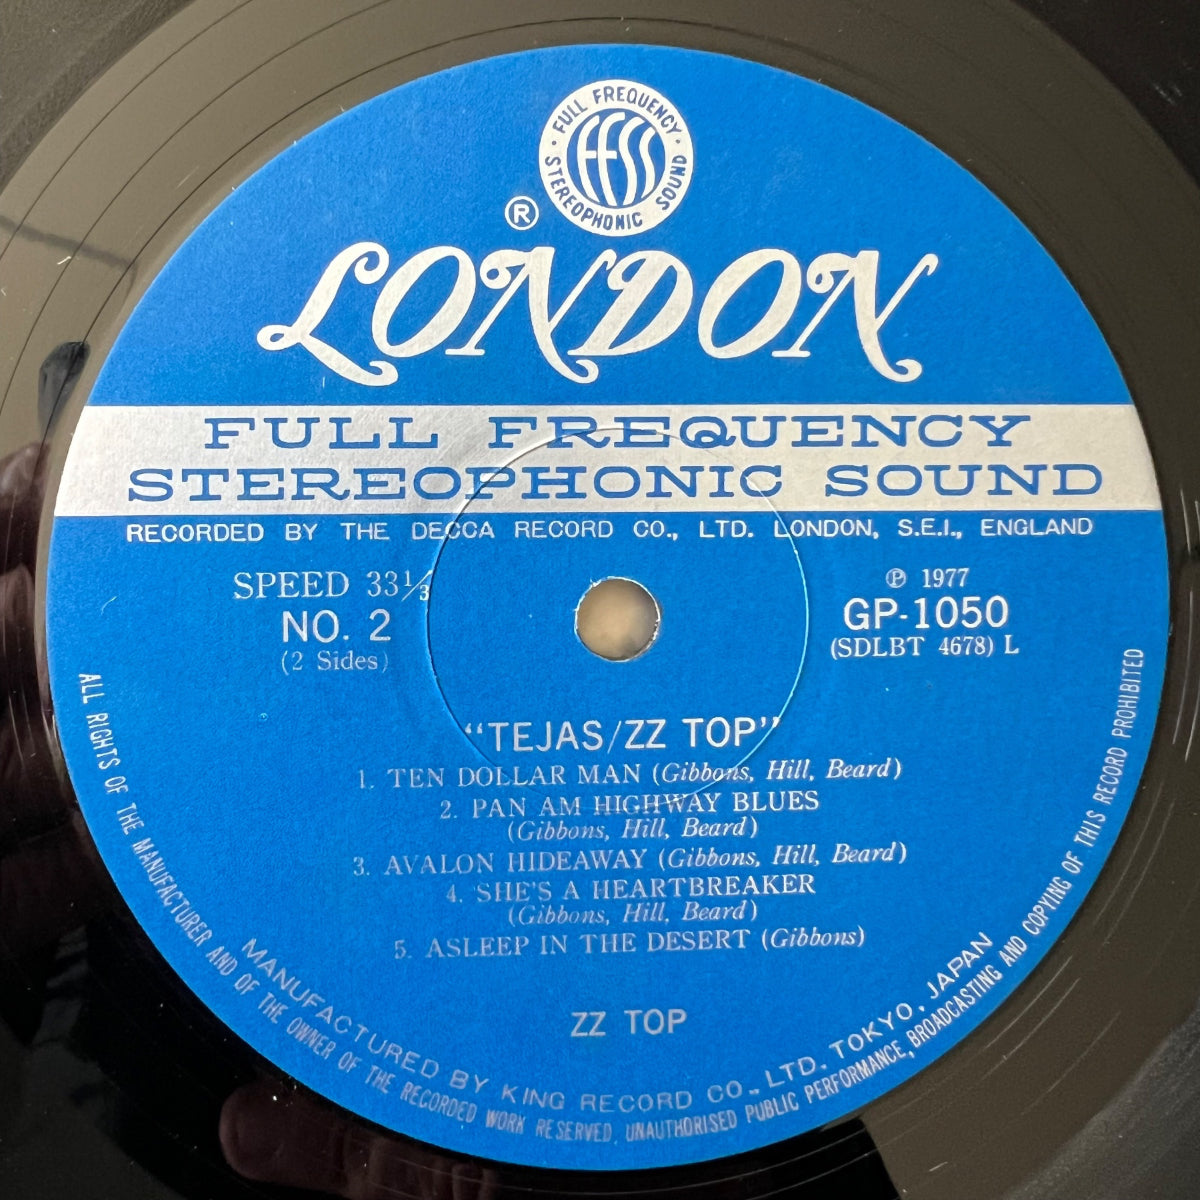 FULL FREQUENCY
FFSS
STEREOPHONIC SOUND
®
LONDON
FULL FREQUENCY
STEREOPHONIC SOUND
RECORDED BY THE DECCA RECORD CO., LTD. LONDON, S.E.I., ENGLAND
SPEED 33⅓
NO. 2
(2 Sides)
℗ 1977
GP-1050
(SDLBT 4678) L
"TEJAS/ZZ TOP"
1. TEN DOLLAR MAN (Gibbons, Hill, Beard)
2. PAN AM HIGHWAY BLUES
(Gibbons, Hill, Beard)
3. AVALON HIDEAWAY (Gibbons, Hill, Beard)
4. SHE'S A HEARTBREAKER
(Gibbons, Hill, Beard)
5. ASLEEP IN THE DESERT (Gibbons)
ZZ TOP
MANUFACTURED BY KING RECORD CO., LTD. TOKYO, JAPAN
ALL RIGHTS OF THE MANUFACTURER AND OF THE OWNER OF THE RECORDED WORK RESERVED. UNAUTHORISED PUBLIC PERFORMANCE, BROADCASTING AND COPYING OF THIS RECORD PROHIBITED